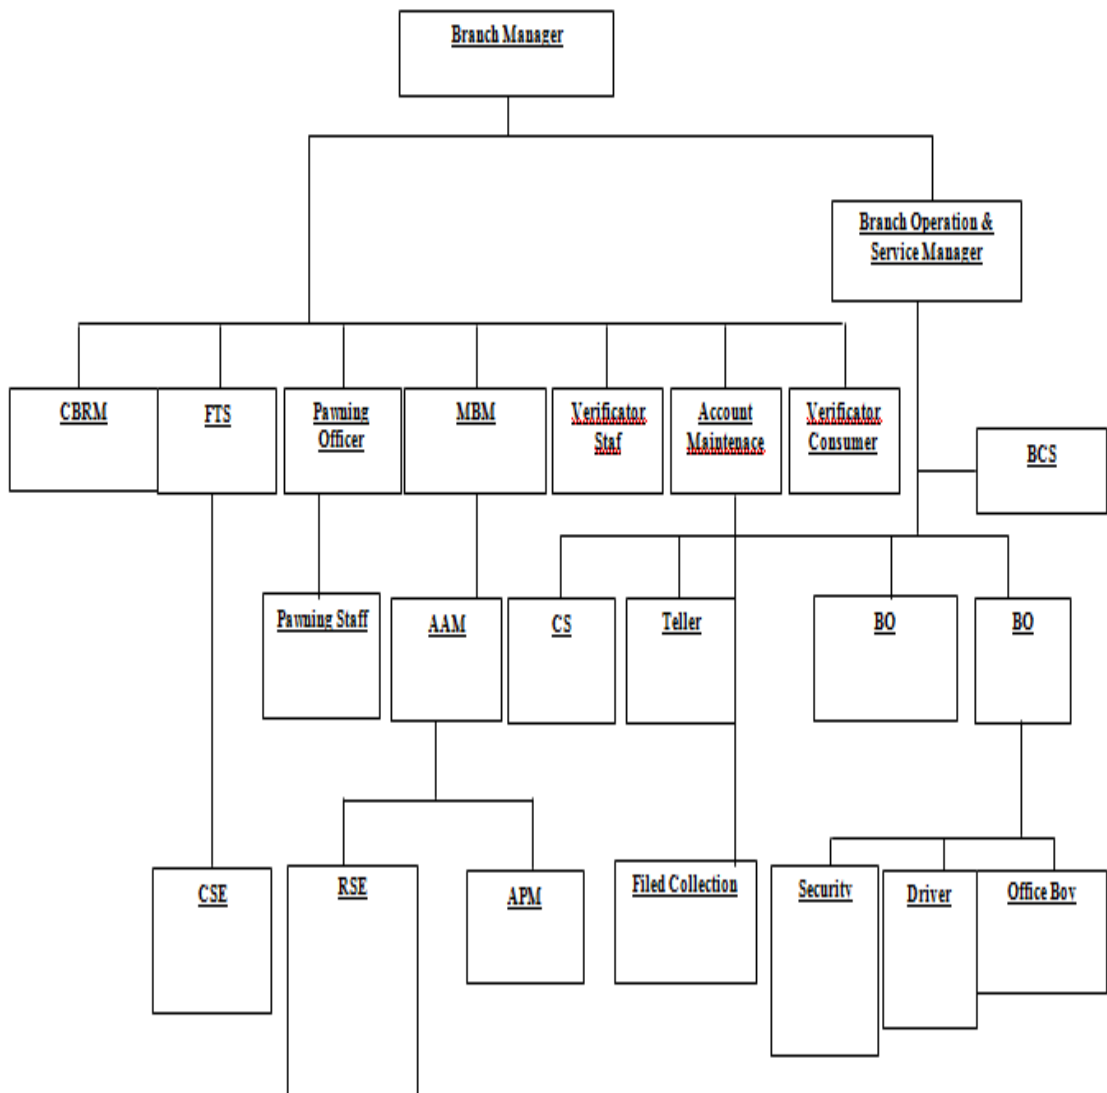 Branch Manager
Branch Operation &
Service Manager
CBRM
FTS
Pawning
Officer
MBM
Verificator
Staf
Account
Maintenace
Verificator
Consumer
BCS
Pawning Staff
AAM
CS
Teller
BO
BO
CSE
RSE
APM
Filed Collection
Security
Driver
Office Boy